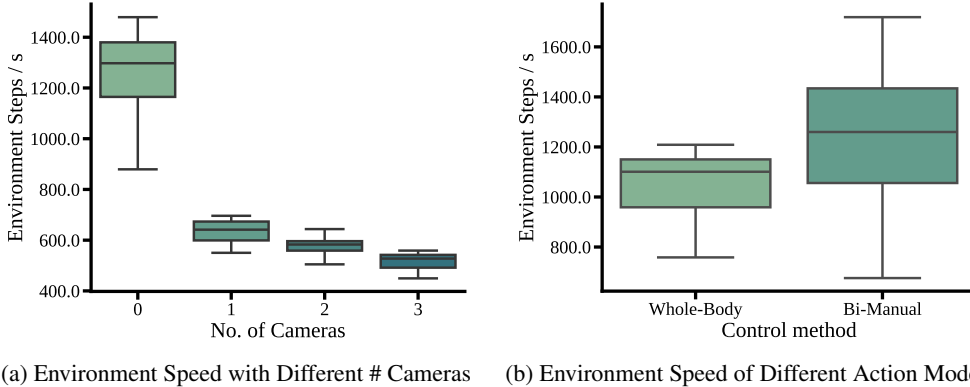 Environment Steps / s
1400.0
1200.0
1000.0
800.0
600.0
400.0
0 1 2 3
No. of Cameras
(a) Environment Speed with Different # Cameras
Environment Steps / s
1600.0
1400.0
1200.0
1000.0
800.0
Whole-Body Bi-Manual
Control method
(b) Environment Speed of Different Action